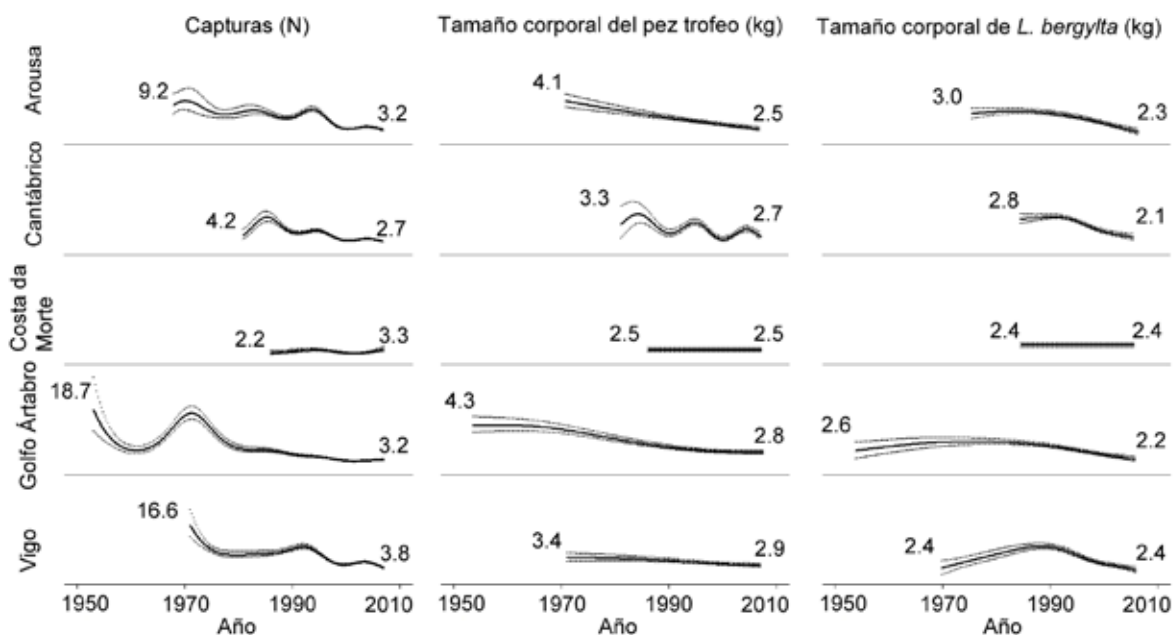 Capturas (N) Tamaño corporal del pez trofeo (kg) Tamaño corporal de L. bergylta (kg)
Arousa 9.2 3.2 4.1 2.5 3.0 2.3
Cantábrico 4.2 2.7 3.3 2.7 2.8 2.1
Costa da
Morte 2.2 3.3 2.5 2.5 2.4 2.4
Golfo Ártabro 18.7 3.2 4.3 2.8 2.6 2.2
Vigo 16.6 3.8 3.4 2.9 2.4 2.4
1950 1970 1990 2010 1950 1970 1990 2010 1950 1970 1990 2010
Año Año Año